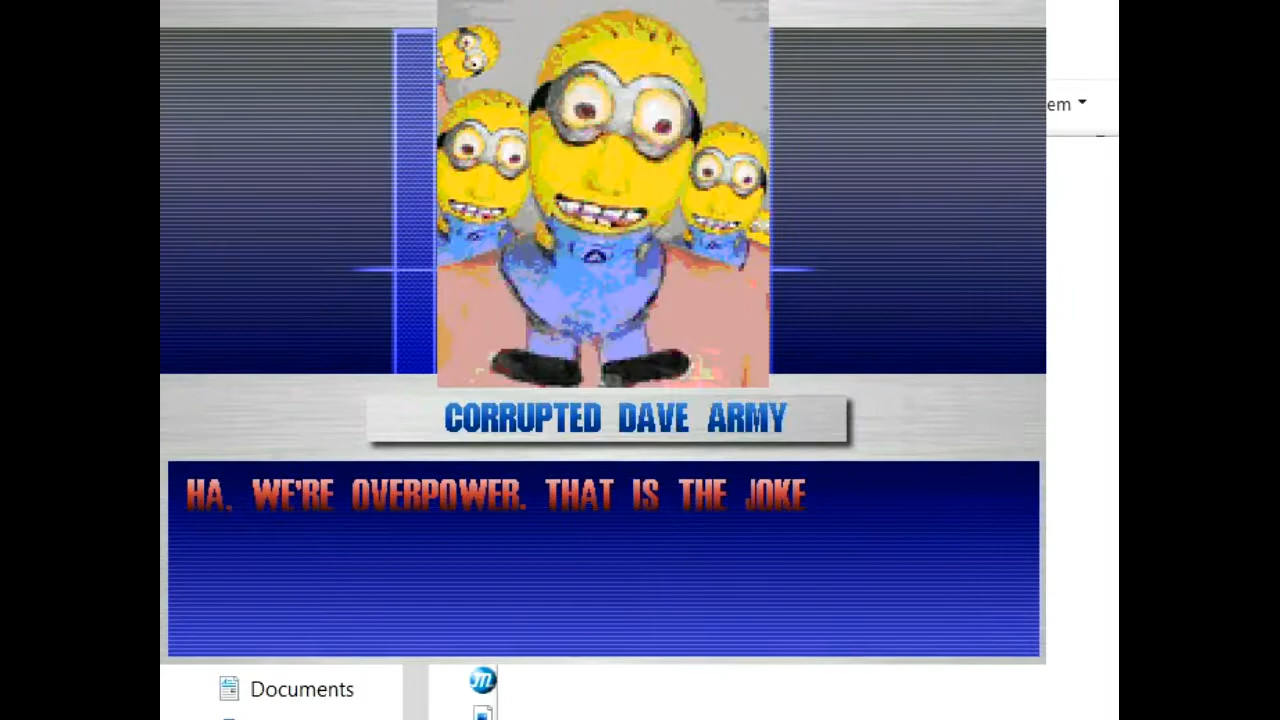 em
CORRUPTED DAVE ARMY
HA. WE'RE OVERPOWER. THAT IS THE JOKE
Documents